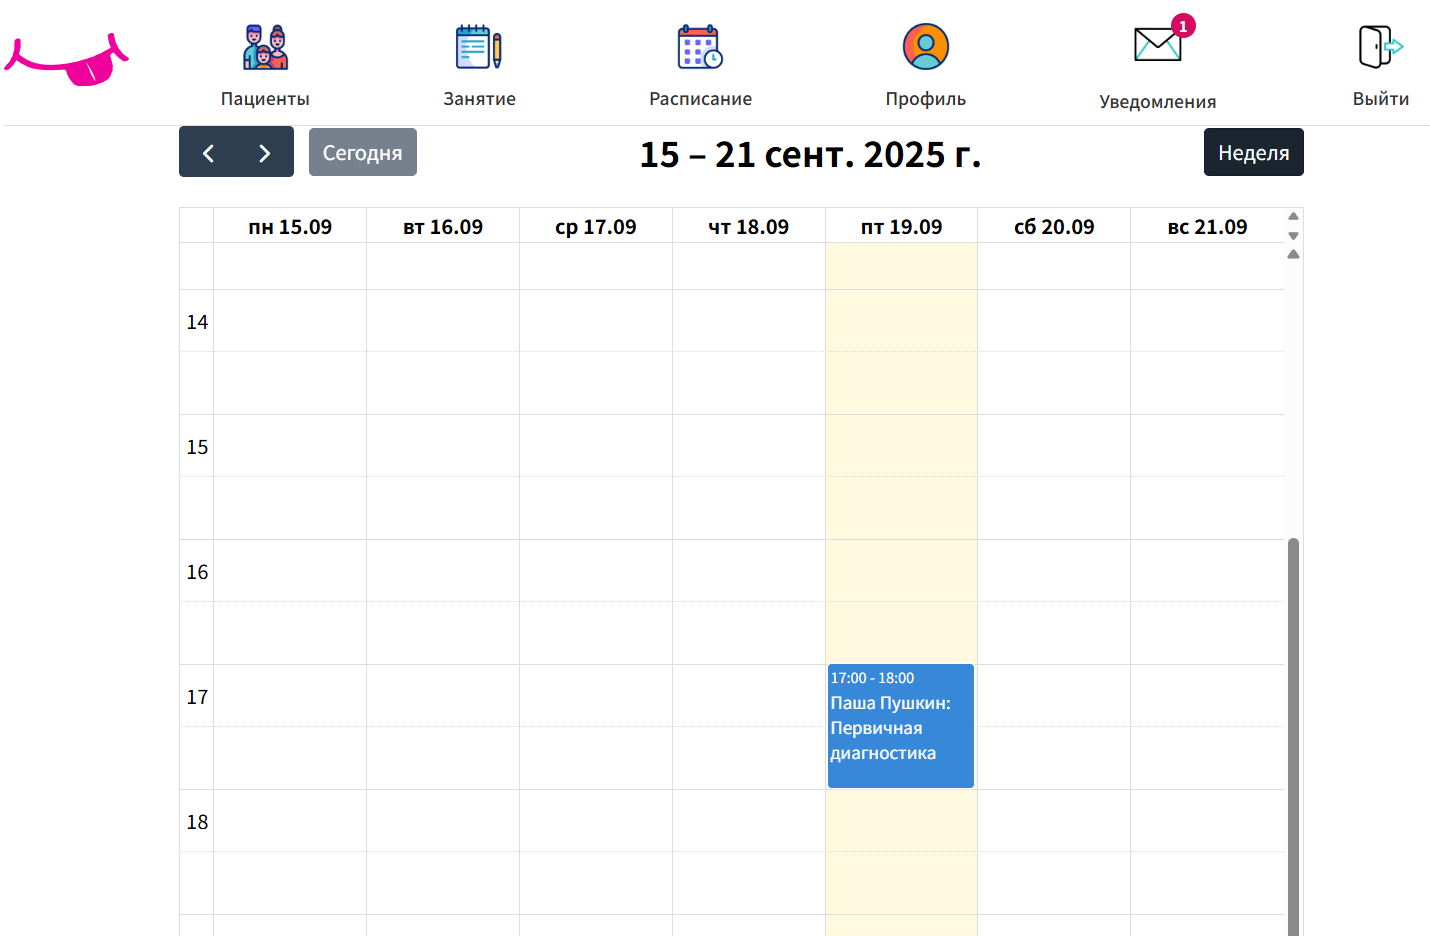 1
Пациенты
Занятие
Расписание
Профиль
Уведомления
Выйти
Сегодня
15 – 21 сент. 2025 г.
Неделя
пн 15.09
вт 16.09
ср 17.09
чт 18.09
пт 19.09
сб 20.09
вс 21.09
14
15
16
17
17:00 - 18:00
Паша Пушкин:
Первичная
диагностика
18